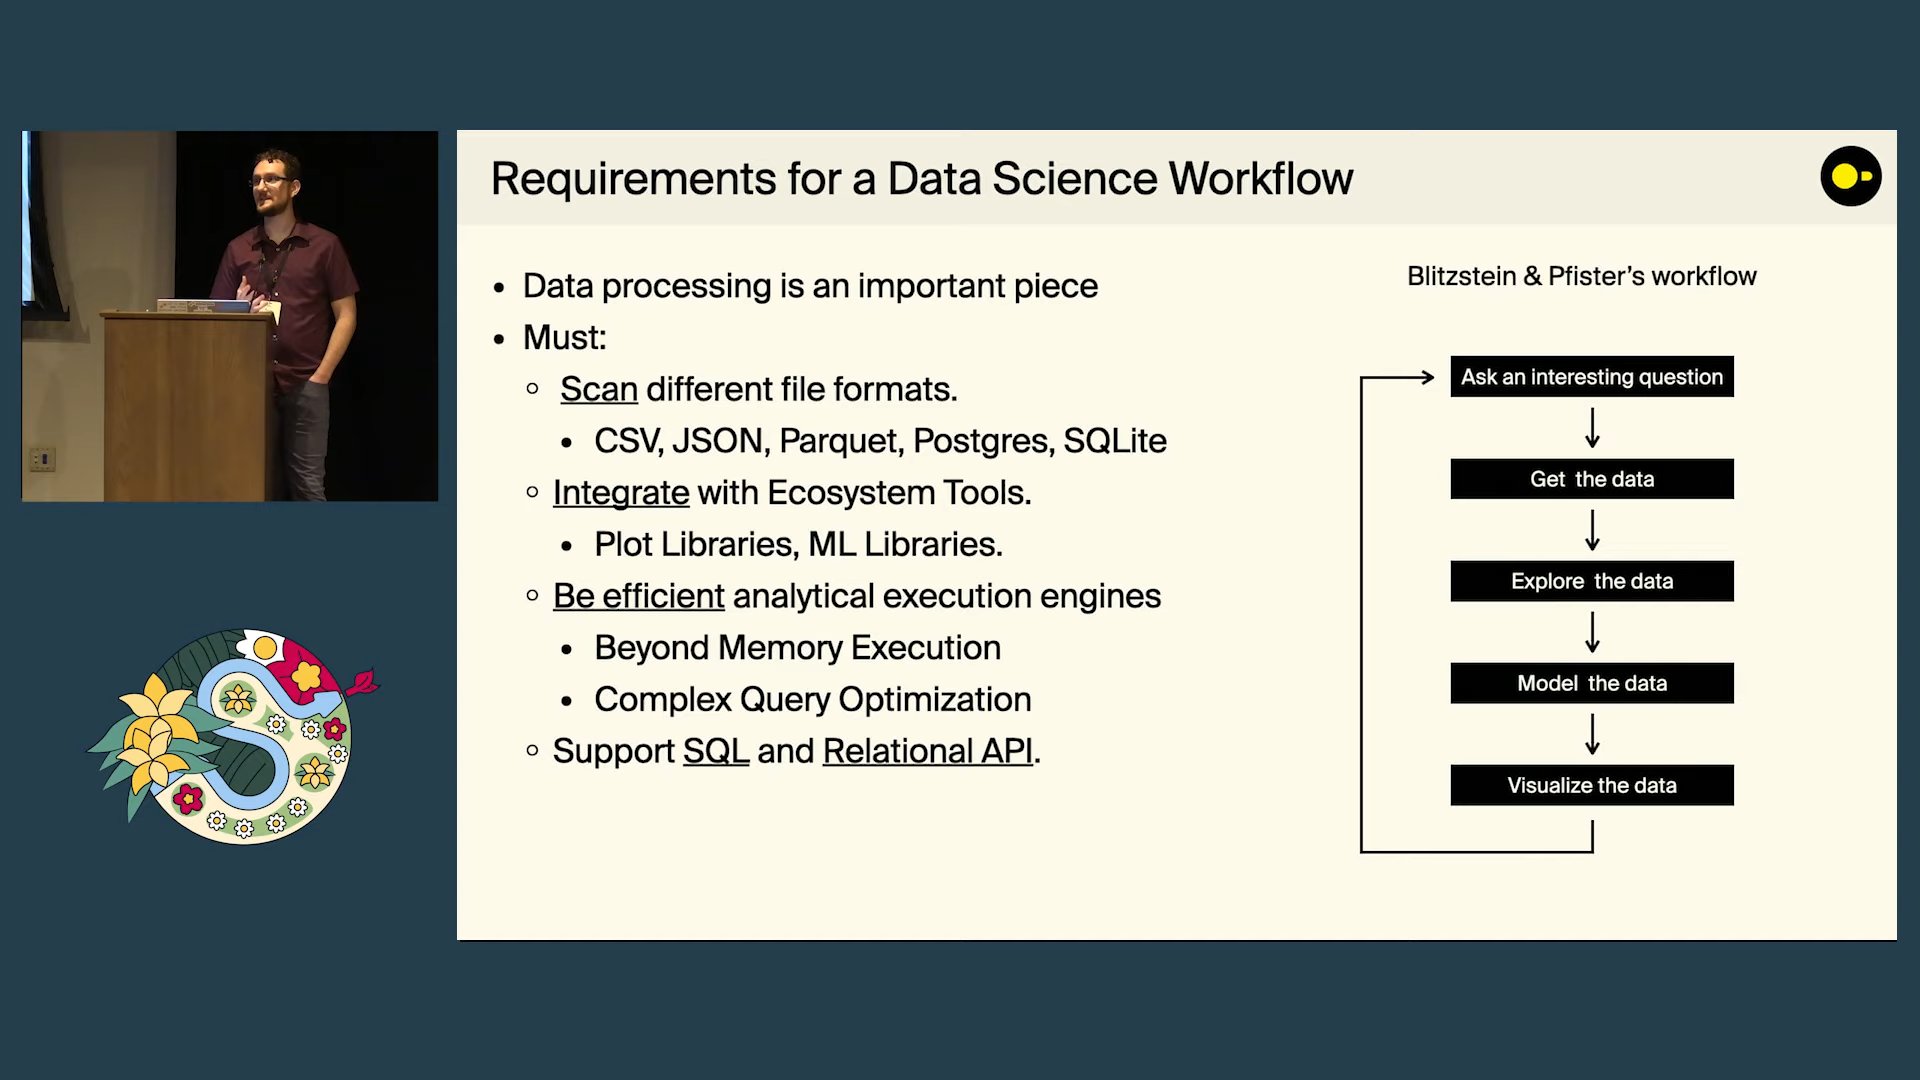 Requirements for a Data Science Workflow
• Data processing is an important piece
• Must:
○ Scan different file formats.
• CSV, JSON, Parquet, Postgres, SQLite
○ Integrate with Ecosystem Tools.
• Plot Libraries, ML Libraries.
○ Be efficient analytical execution engines
• Beyond Memory Execution
• Complex Query Optimization
○ Support SQL and Relational API.
Blitzstein & Pfister’s workflow
Ask an interesting question
Get the data
Explore the data
Model the data
Visualize the data